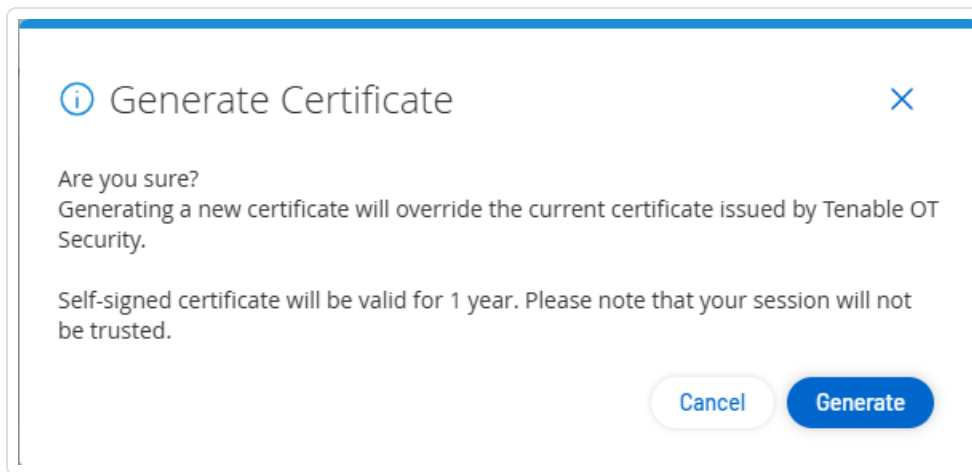 Generate Certificate
Are you sure?
Generating a new certificate will override the current certificate issued by Tenable OT
Security.
Self-signed certificate will be valid for 1 year. Please note that your session will not
be trusted.
Cancel
Generate